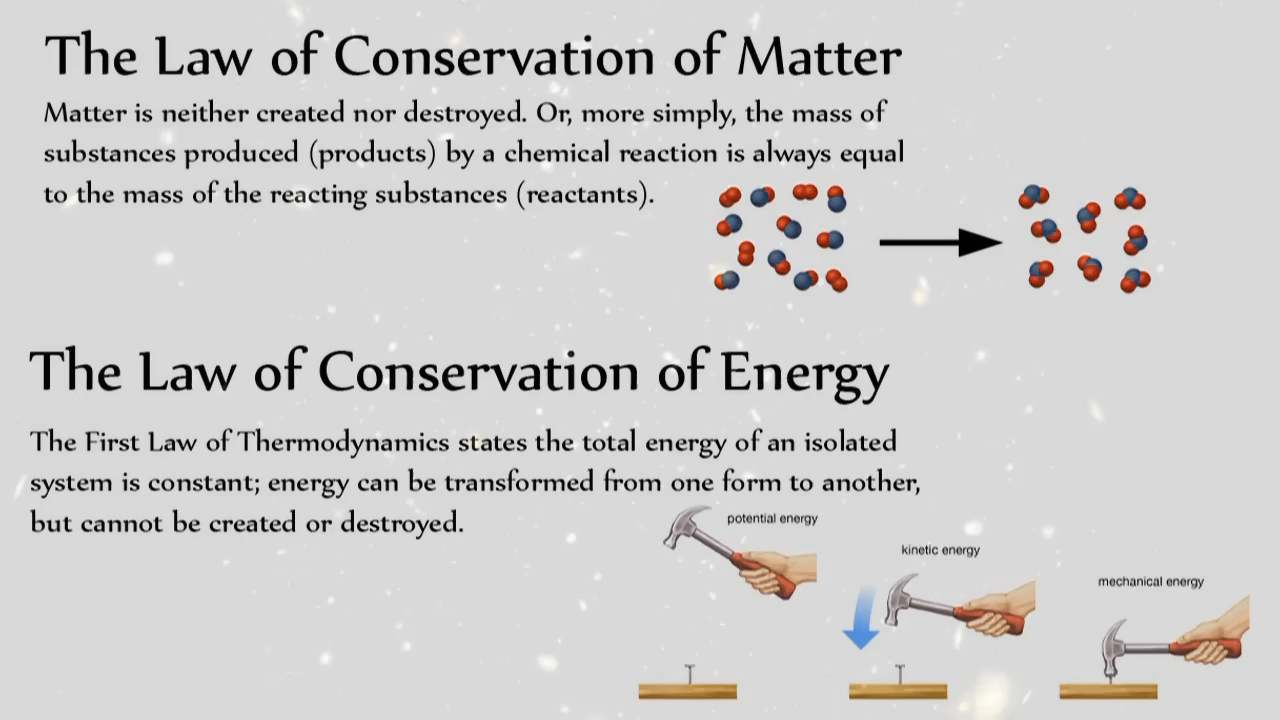 The Law of Conservation of Matter
Matter is neither created nor destroyed. Or, more simply, the mass of
substances produced (products) by a chemical reaction is always equal
to the mass of the reacting substances (reactants).
The Law of Conservation of Energy
The First Law of Thermodynamics states the total energy of an isolated
system is constant; energy can be transformed from one form to another,
but cannot be created or destroyed.
potential energy
kinetic energy
mechanical energy